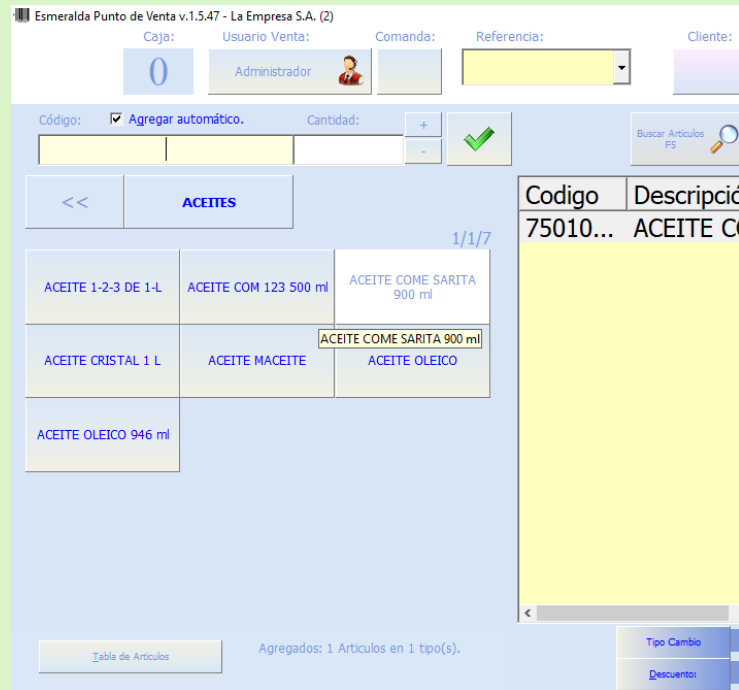 Esmeralda Punto de Venta v.1.5.47 - La Empresa S.A. (2)
Caja: Usuario Venta: Comanda: Referencia: Cliente:
0 Administrador
Código: Agregar automático. Cantidad: +
-
Buscar Articulos
F5
<< ACEITES
1/1/7
Codigo Descripció
75010... ACEITE CO
ACEITE 1-2-3 DE 1-L ACEITE COM 123 500 ml ACEITE COME SARITA
900 ml
ACEITE COME SARITA 900 ml
ACEITE CRISTAL 1 L ACEITE MACEITE ACEITE OLEICO
ACEITE OLEICO 946 ml
Tabla de Articulos Agregados: 1 Articulos en 1 tipo(s).
Tipo Cambio
Descuento: